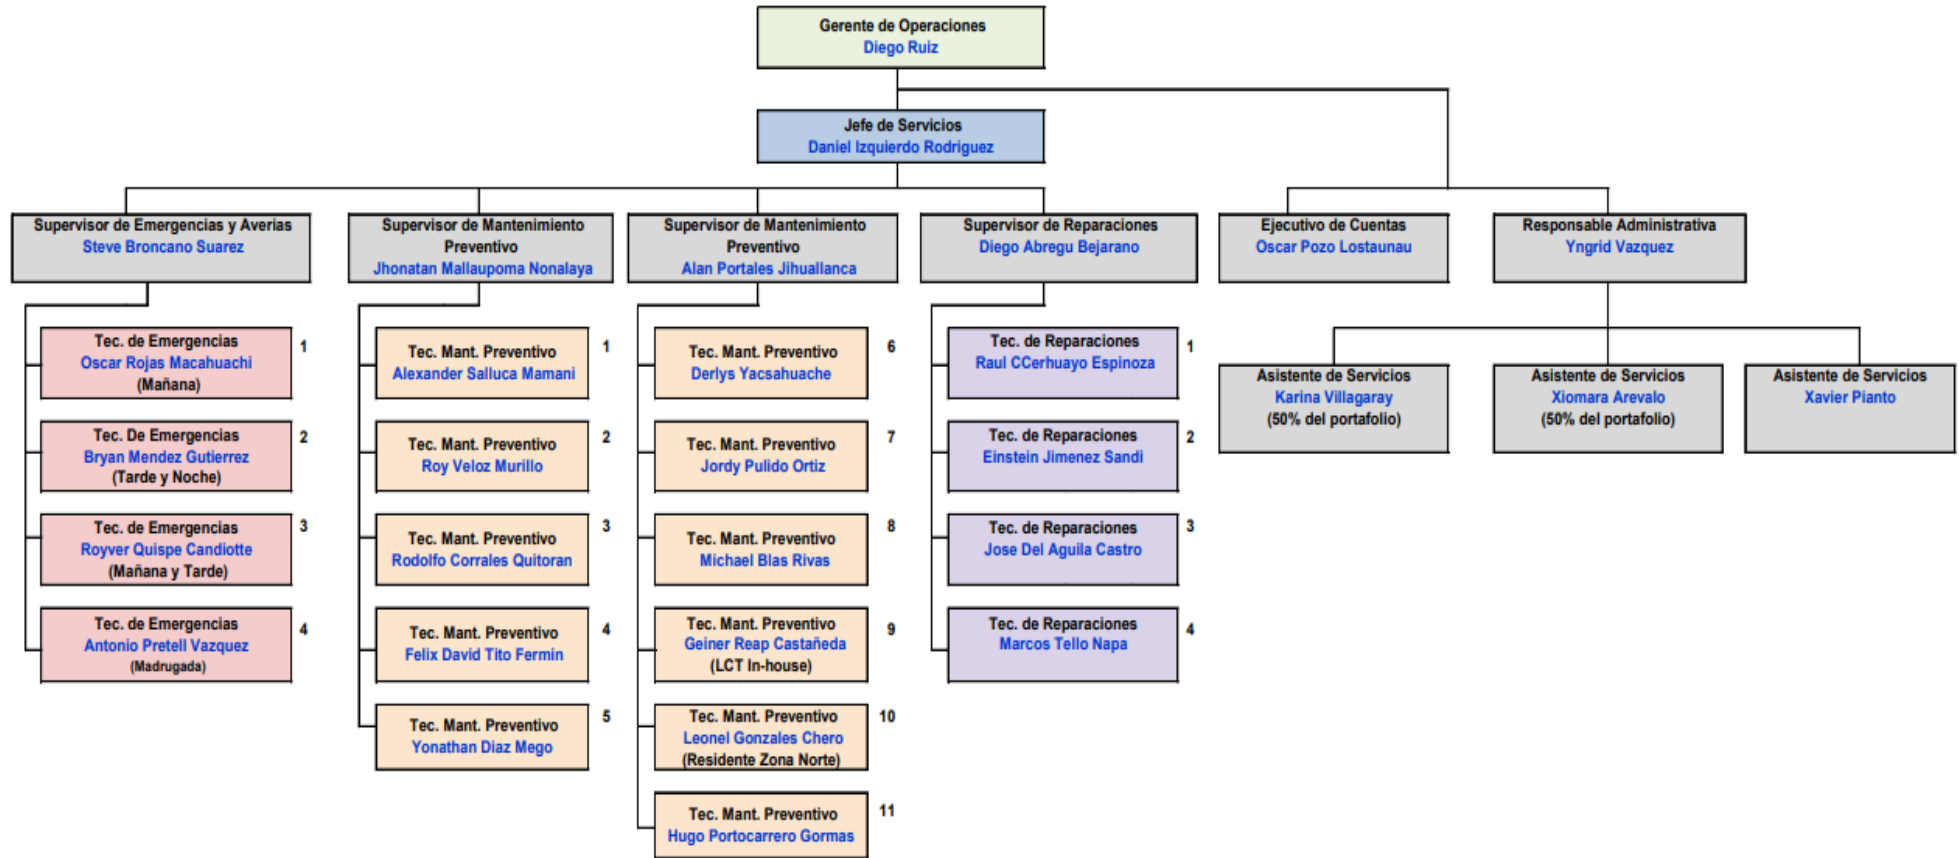 Gerente de Operaciones
Diego Ruiz
Jefe de Servicios
Daniel Izquierdo Rodriguez
Supervisor de Emergencias y Averias
Steve Broncano Suarez
Supervisor de Mantenimiento
Preventivo
Jhonatan Mallaupoma Nonalaya
Supervisor de Mantenimiento
Preventivo
Alan Portales Jihuallanca
Supervisor de Reparaciones
Diego Abregu Bejarano
Ejecutivo de Cuentas
Oscar Pozo Lostaunau
Responsable Administrativa
Yngrid Vazquez
Tec. de Emergencias
Oscar Rojas Macahuachi
(Mañana)
1
Tec. De Emergencias
Bryan Mendez Gutierrez
(Tarde y Noche)
2
Tec. de Emergencias
Royver Quispe Candiotte
(Mañana y Tarde)
3
Tec. de Emergencias
Antonio Pretell Vazquez
(Madrugada)
4
Tec. Mant. Preventivo
Alexander Salluca Mamani
1
Tec. Mant. Preventivo
Roy Veloz Murillo
2
Tec. Mant. Preventivo
Rodolfo Corrales Quitoran
3
Tec. Mant. Preventivo
Felix David Tito Fermin
4
Tec. Mant. Preventivo
Yonathan Diaz Mego
5
Tec. Mant. Preventivo
Derlys Yacsahuache
6
Tec. Mant. Preventivo
Jordy Pulido Ortiz
7
Tec. Mant. Preventivo
Michael Blas Rivas
8
Tec. Mant. Preventivo
Geiner Reap Castañeda
(LCT In-house)
9
Tec. Mant. Preventivo
Leonel Gonzales Chero
(Residente Zona Norte)
10
Tec. Mant. Preventivo
Hugo Portocarrero Gormas
11
Tec. de Reparaciones
Raul CCerhuayo Espinoza
1
Tec. de Reparaciones
Einstein Jimenez Sandi
2
Tec. de Reparaciones
Jose Del Aguila Castro
3
Tec. de Reparaciones
Marcos Tello Napa
4
Asistente de Servicios
Karina Villagaray
(50% del portafolio)
Asistente de Servicios
Xiomara Arevalo
(50% del portafolio)
Asistente de Servicios
Xavier Pianto